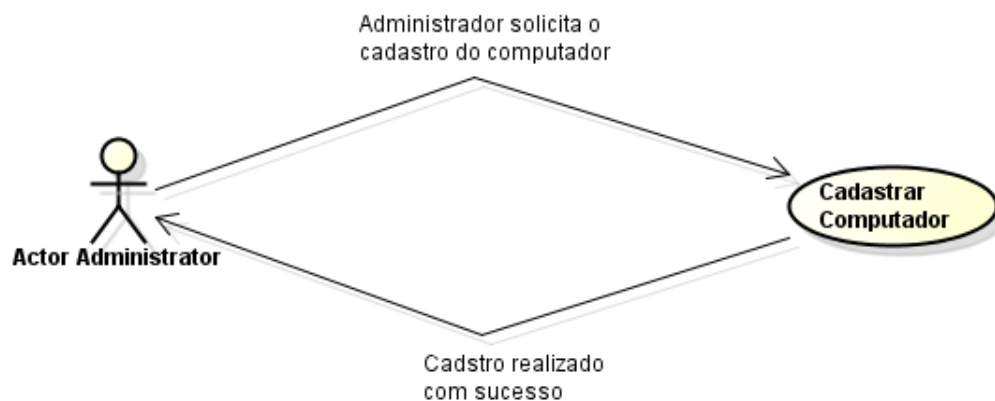 Administrador solicita o
cadastro do computador
Cadastrar
Computador
Actor Administrator
Cadstro realizado
com sucesso